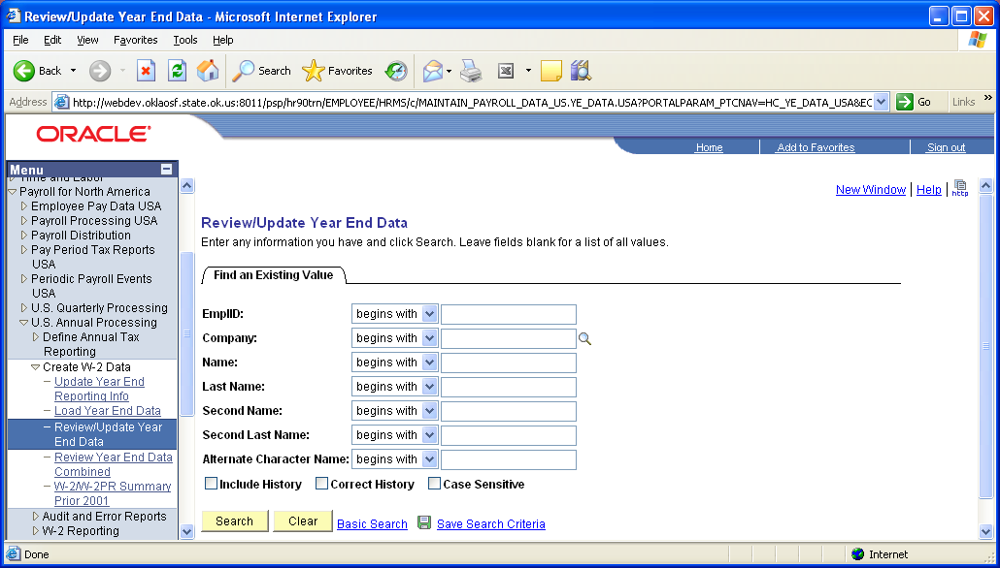 Review/Update Year End Data - Microsoft Internet Explorer
File Edit View Favorites Tools Help
Back Search Favorites
Address http://webdev.oklaosf.state.ok.us:8011/psp/hr90trn/EMPLOYEE/HRMS/c/MAINTAIN_PAYROLL_DATA_US.YE_DATA.USA?PORTALPARAM_PTCNAV=HC_YE_DATA_USA&EC Go Links »
ORACLE
Home Add to Favorites Sign out
Menu
Time and Labor
Payroll for North America
Employee Pay Data USA
Payroll Processing USA
Payroll Distribution
Pay Period Tax Reports
USA
Periodic Payroll Events
USA
U.S. Quarterly Processing
U.S. Annual Processing
Define Annual Tax
Reporting
Create W-2 Data
Update Year End
Reporting Info
Load Year End Data
Review/Update Year
End Data
Review Year End Data
Combined
W-2/W-2PR Summary
Prior 2001
Audit and Error Reports
W-2 Reporting
New Window | Help | http
Review/Update Year End Data
Enter any information you have and click Search. Leave fields blank for a list of all values.
Find an Existing Value
EmplID: begins with
Company: begins with
Name: begins with
Last Name: begins with
Second Name: begins with
Second Last Name: begins with
Alternate Character Name: begins with
Include History Correct History Case Sensitive
Search Clear Basic Search Save Search Criteria
Done Internet